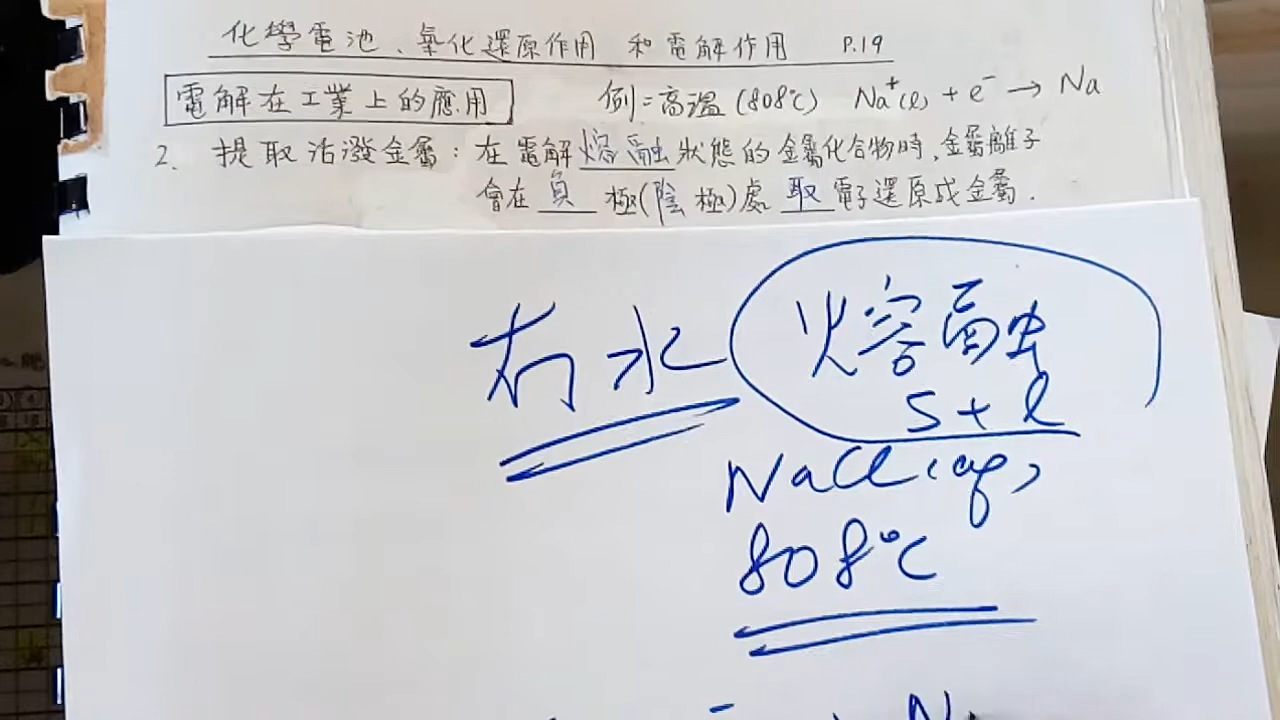 化學電池、氧化還原作用 和電解作用 P.19
電解在工業上的應用 例:高溫(808℃) Na⁺(l) + e⁻ → Na
2. 提取活潑金屬:在電解熔融狀態的金屬化合物時,金屬離子
會在 負 極(陰極)處 取 電子還原成金屬.
冇水 熔融
s + l
NaCl(aq)
808℃